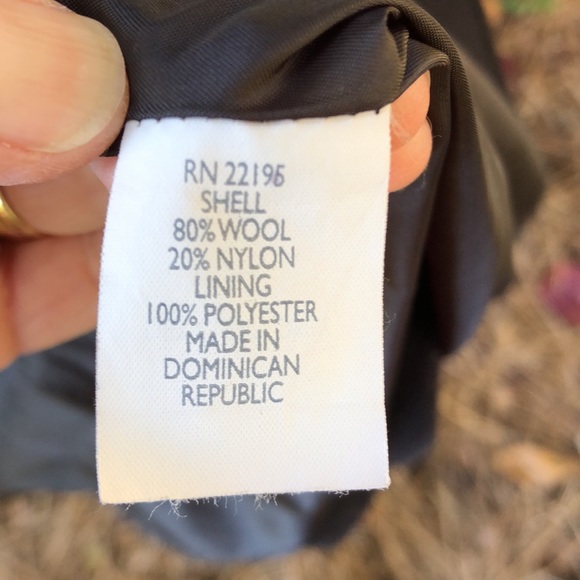 RN 22196
SHELL
80% WOOL
20% NYLON
LINING
100% POLYESTER
MADE IN
DOMINICAN
REPUBLIC